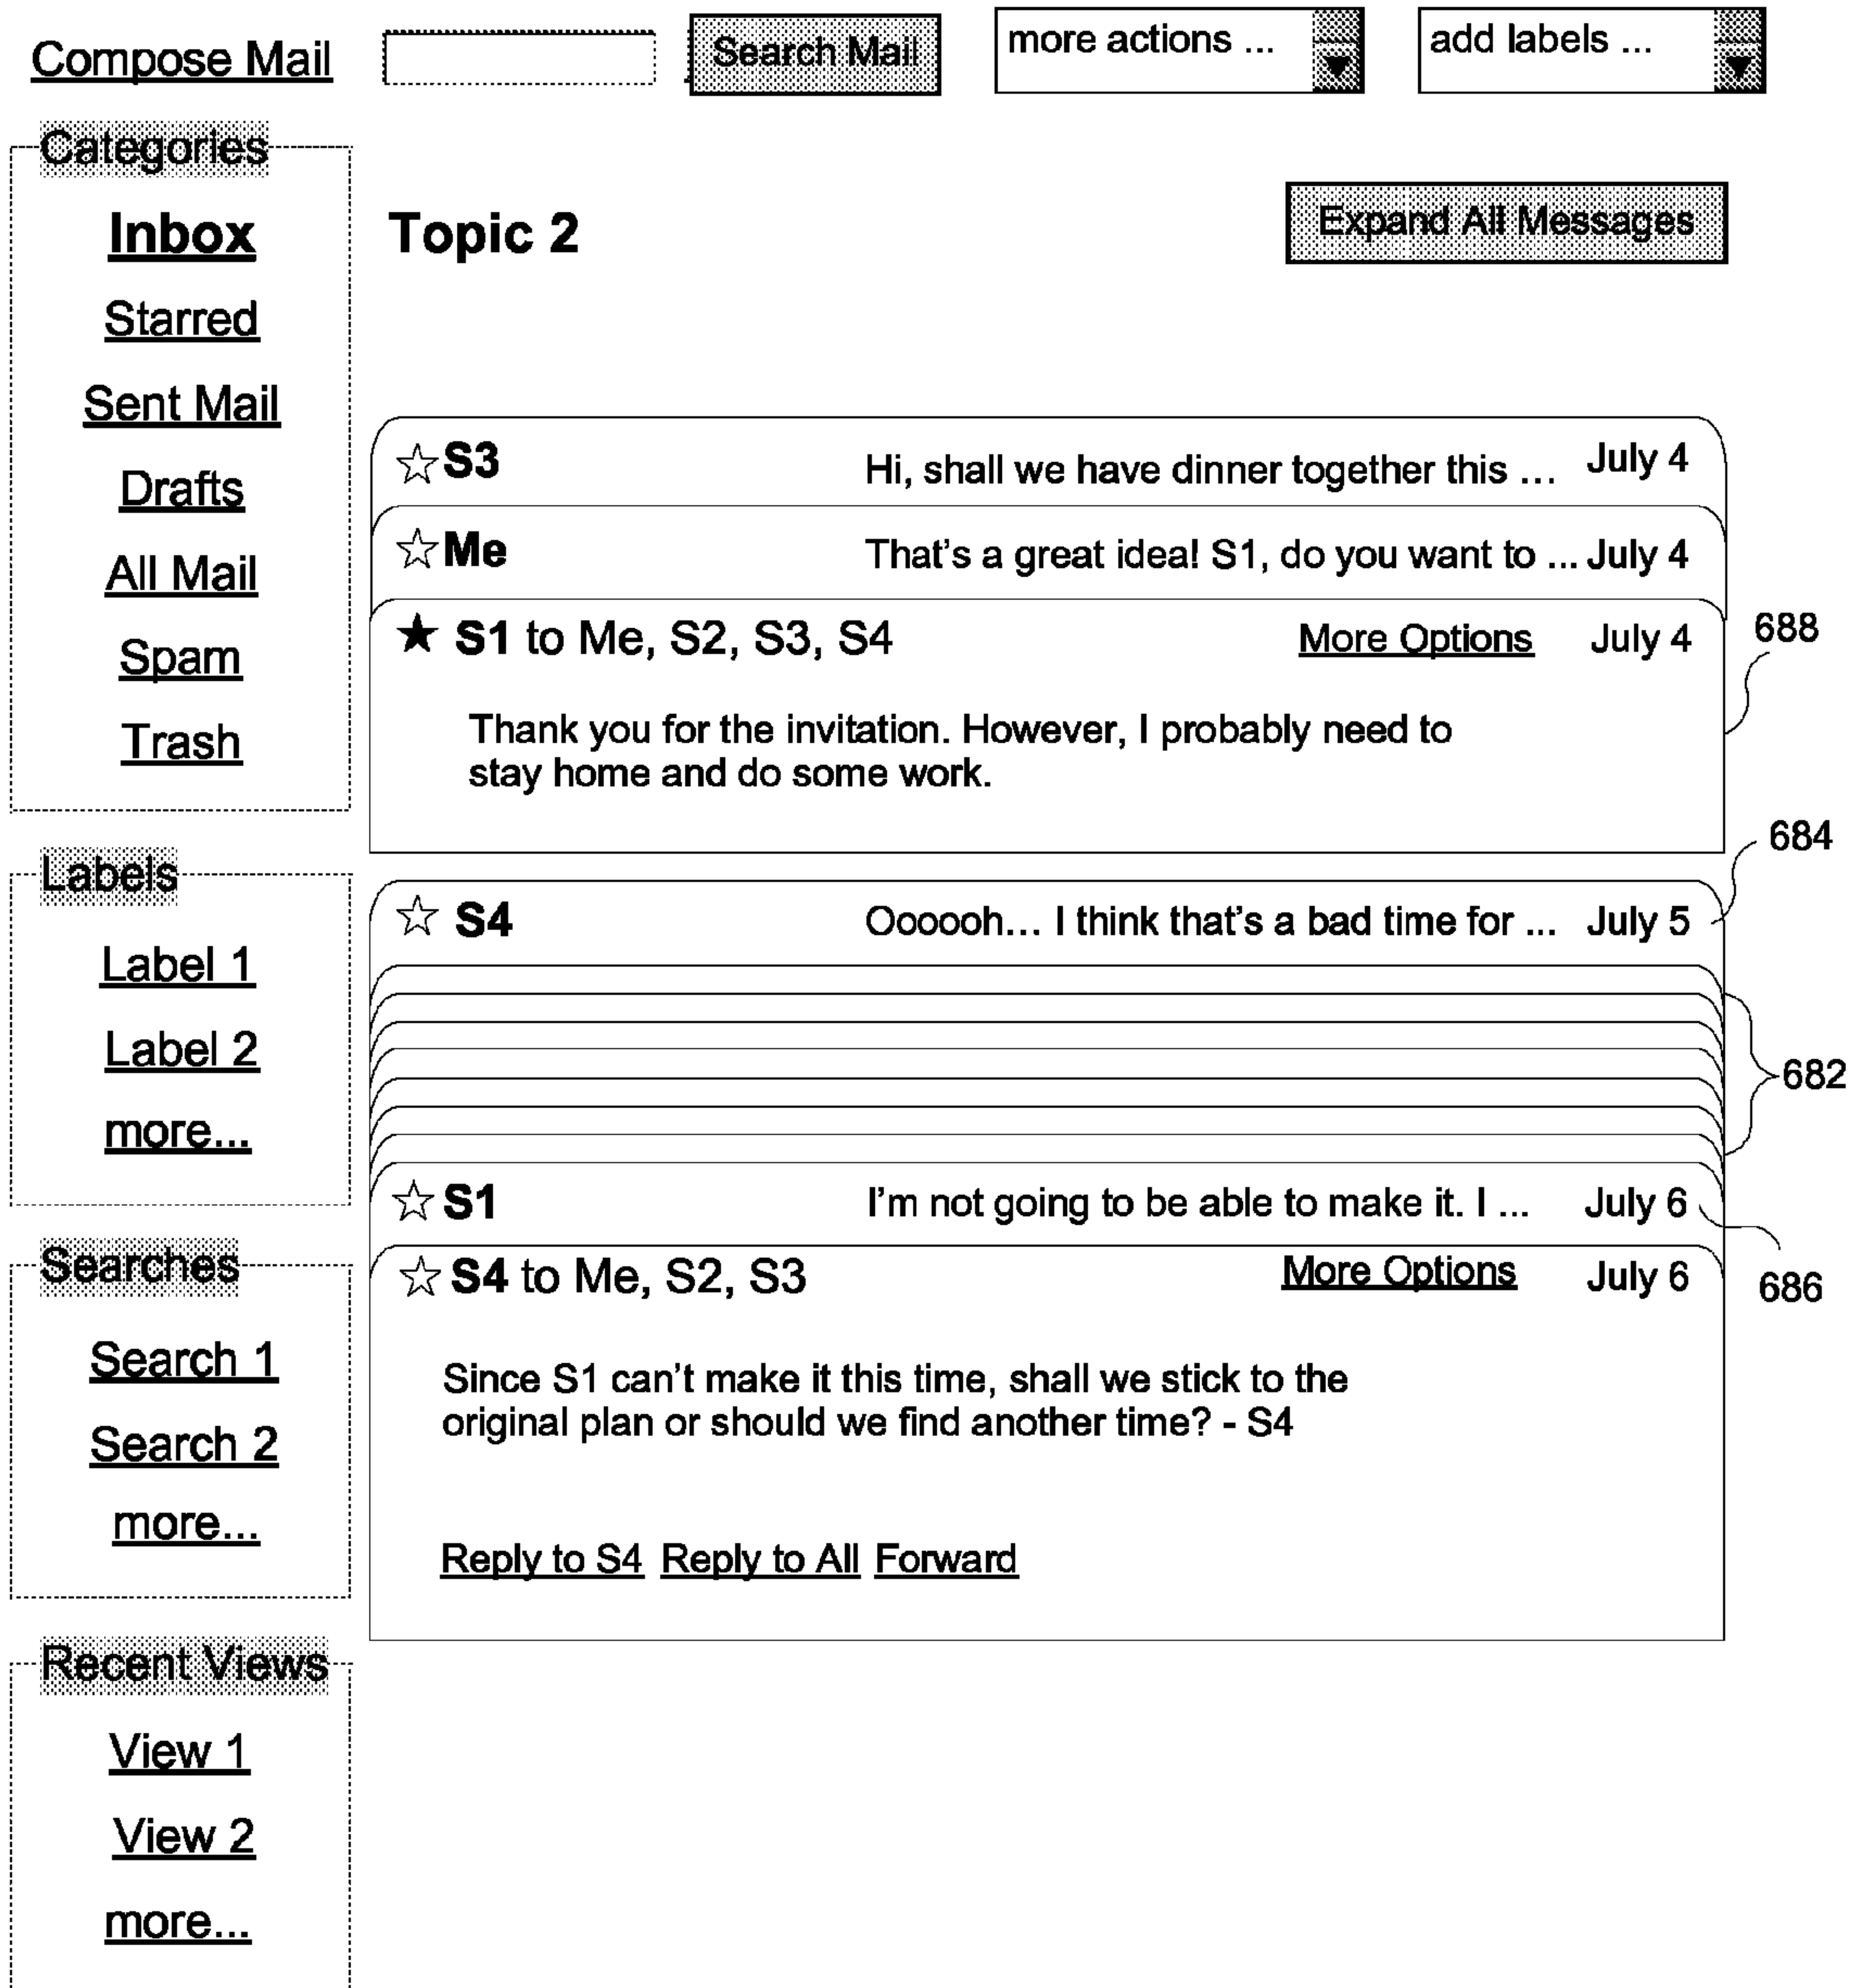 Compose Mail Search Mail more actions ... add labels ...
Categories
Inbox
Starred
Sent Mail
Drafts
All Mail
Spam
Trash
Labels
Label 1
Label 2
more...
Searches
Search 1
Search 2
more...
Recent Views
View 1
View 2
more...
Topic 2 Expand All Messages
S3 Hi, shall we have dinner together this ... July 4
Me That's a great idea! S1, do you want to ... July 4
S1 to Me, S2, S3, S4 More Options July 4
688
Thank you for the invitation. However, I probably need to
stay home and do some work.
684
S4 Oooooh... I think that's a bad time for ... July 5
682
S1 I'm not going to be able to make it. I ... July 6
686
S4 to Me, S2, S3 More Options July 6
Since S1 can't make it this time, shall we stick to the
original plan or should we find another time? - S4
Reply to S4 Reply to All Forward